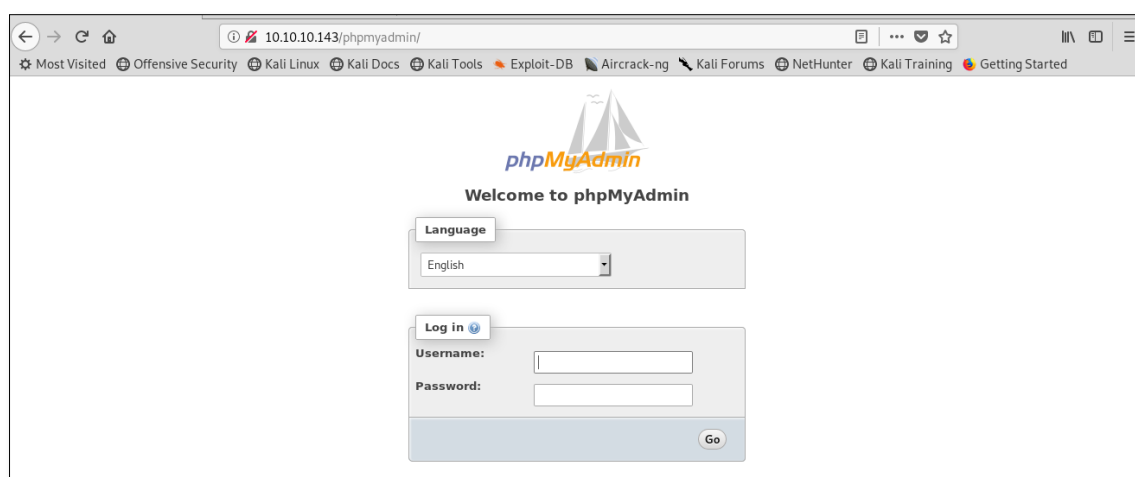 10.10.10.143/phpmyadmin/
Most Visited Offensive Security Kali Linux Kali Docs Kali Tools Exploit-DB Aircrack-ng Kali Forums NetHunter Kali Training Getting Started
phpMyAdmin
Welcome to phpMyAdmin
Language
English
Log in
Username:
Password:
Go